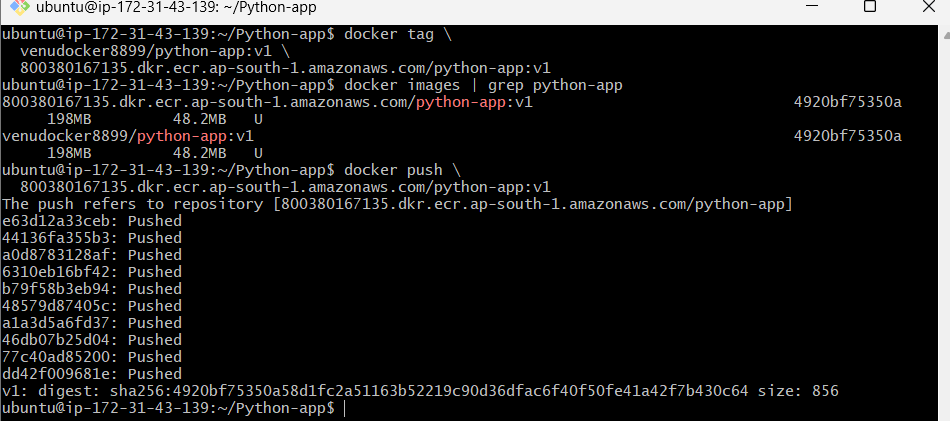 ubuntu@ip-172-31-43-139: ~/Python-app
ubuntu@ip-172-31-43-139:~/Python-app$ docker tag \
  venudocker8899/python-app:v1 \
  800380167135.dkr.ecr.ap-south-1.amazonaws.com/python-app:v1
ubuntu@ip-172-31-43-139:~/Python-app$ docker images | grep python-app
800380167135.dkr.ecr.ap-south-1.amazonaws.com/python-app:v1                             4920bf75350a
     198MB         48.2MB   U
venudocker8899/python-app:v1                                                            4920bf75350a
     198MB         48.2MB   U
ubuntu@ip-172-31-43-139:~/Python-app$ docker push \
  800380167135.dkr.ecr.ap-south-1.amazonaws.com/python-app:v1
The push refers to repository [800380167135.dkr.ecr.ap-south-1.amazonaws.com/python-app]
e63d12a33ceb: Pushed
44136fa355b3: Pushed
a0d8783128af: Pushed
6310eb16bf42: Pushed
b79f58b3eb94: Pushed
48579d87405c: Pushed
a1a3d5a6fd37: Pushed
46db07b25d04: Pushed
77c40ad85200: Pushed
dd42f009681e: Pushed
v1: digest: sha256:4920bf75350a58d1fc2a51163b52219c90d36dfac6f40f50fe41a42f7b430c64 size: 856
ubuntu@ip-172-31-43-139:~/Python-app$